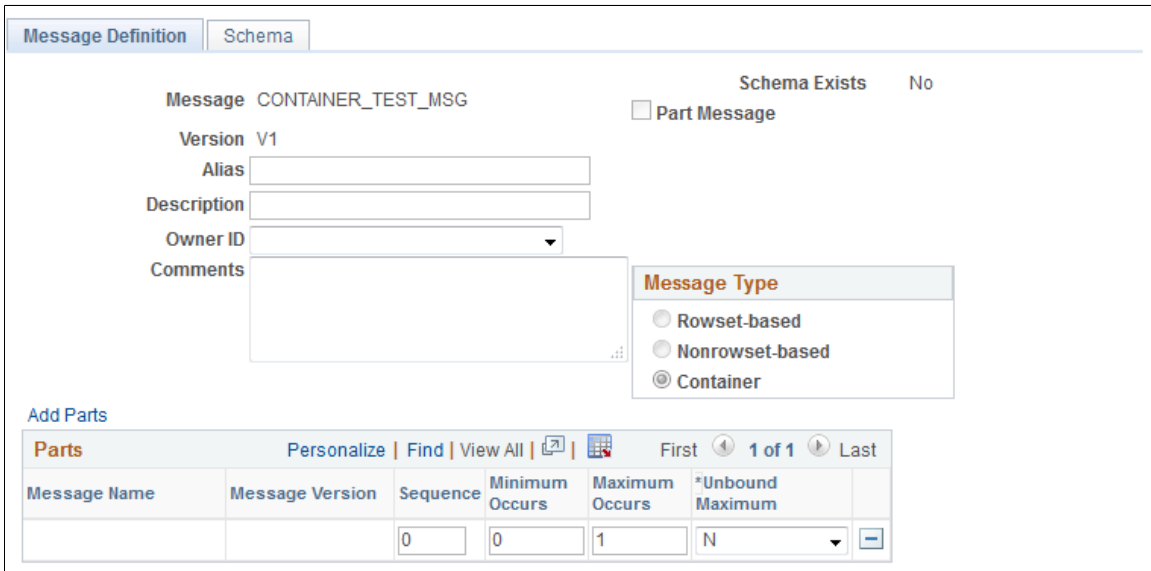 Message Definition Schema
Schema Exists No
Message CONTAINER_TEST_MSG
Part Message
Version V1
Alias
Description
Owner ID
Comments
Message Type
Rowset-based
Nonrowset-based
Container
Add Parts
Parts Personalize | Find | View All | | First 1 of 1 Last
Message Name Message Version Sequence Minimum Occurs Maximum Occurs *Unbound Maximum
0 0 1 N